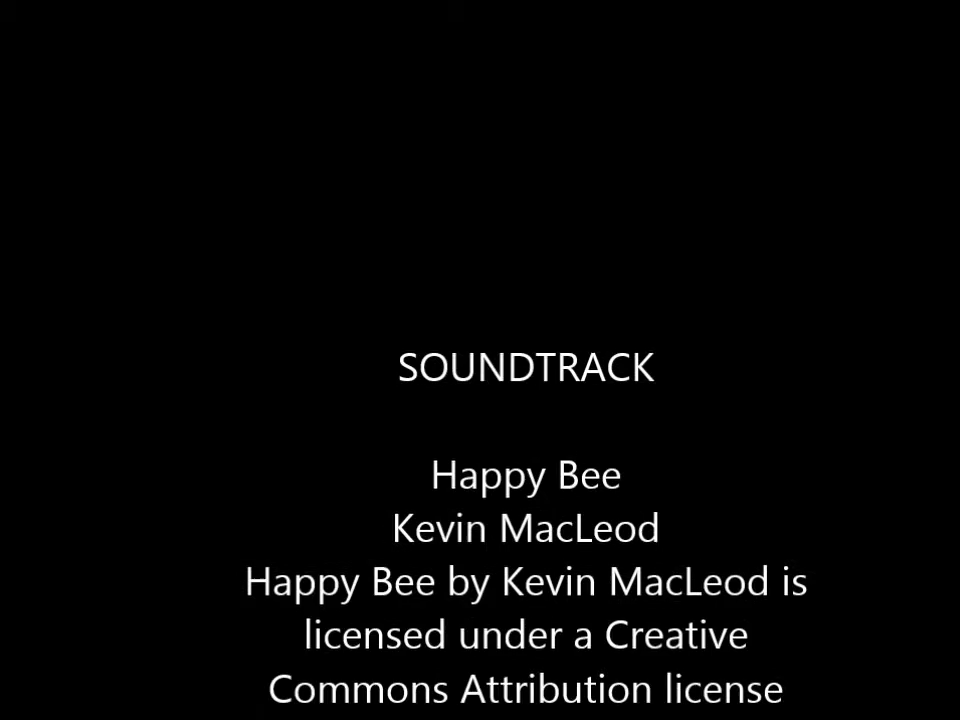 SOUNDTRACK
Happy Bee
Kevin MacLeod
Happy Bee by Kevin MacLeod is
licensed under a Creative
Commons Attribution license